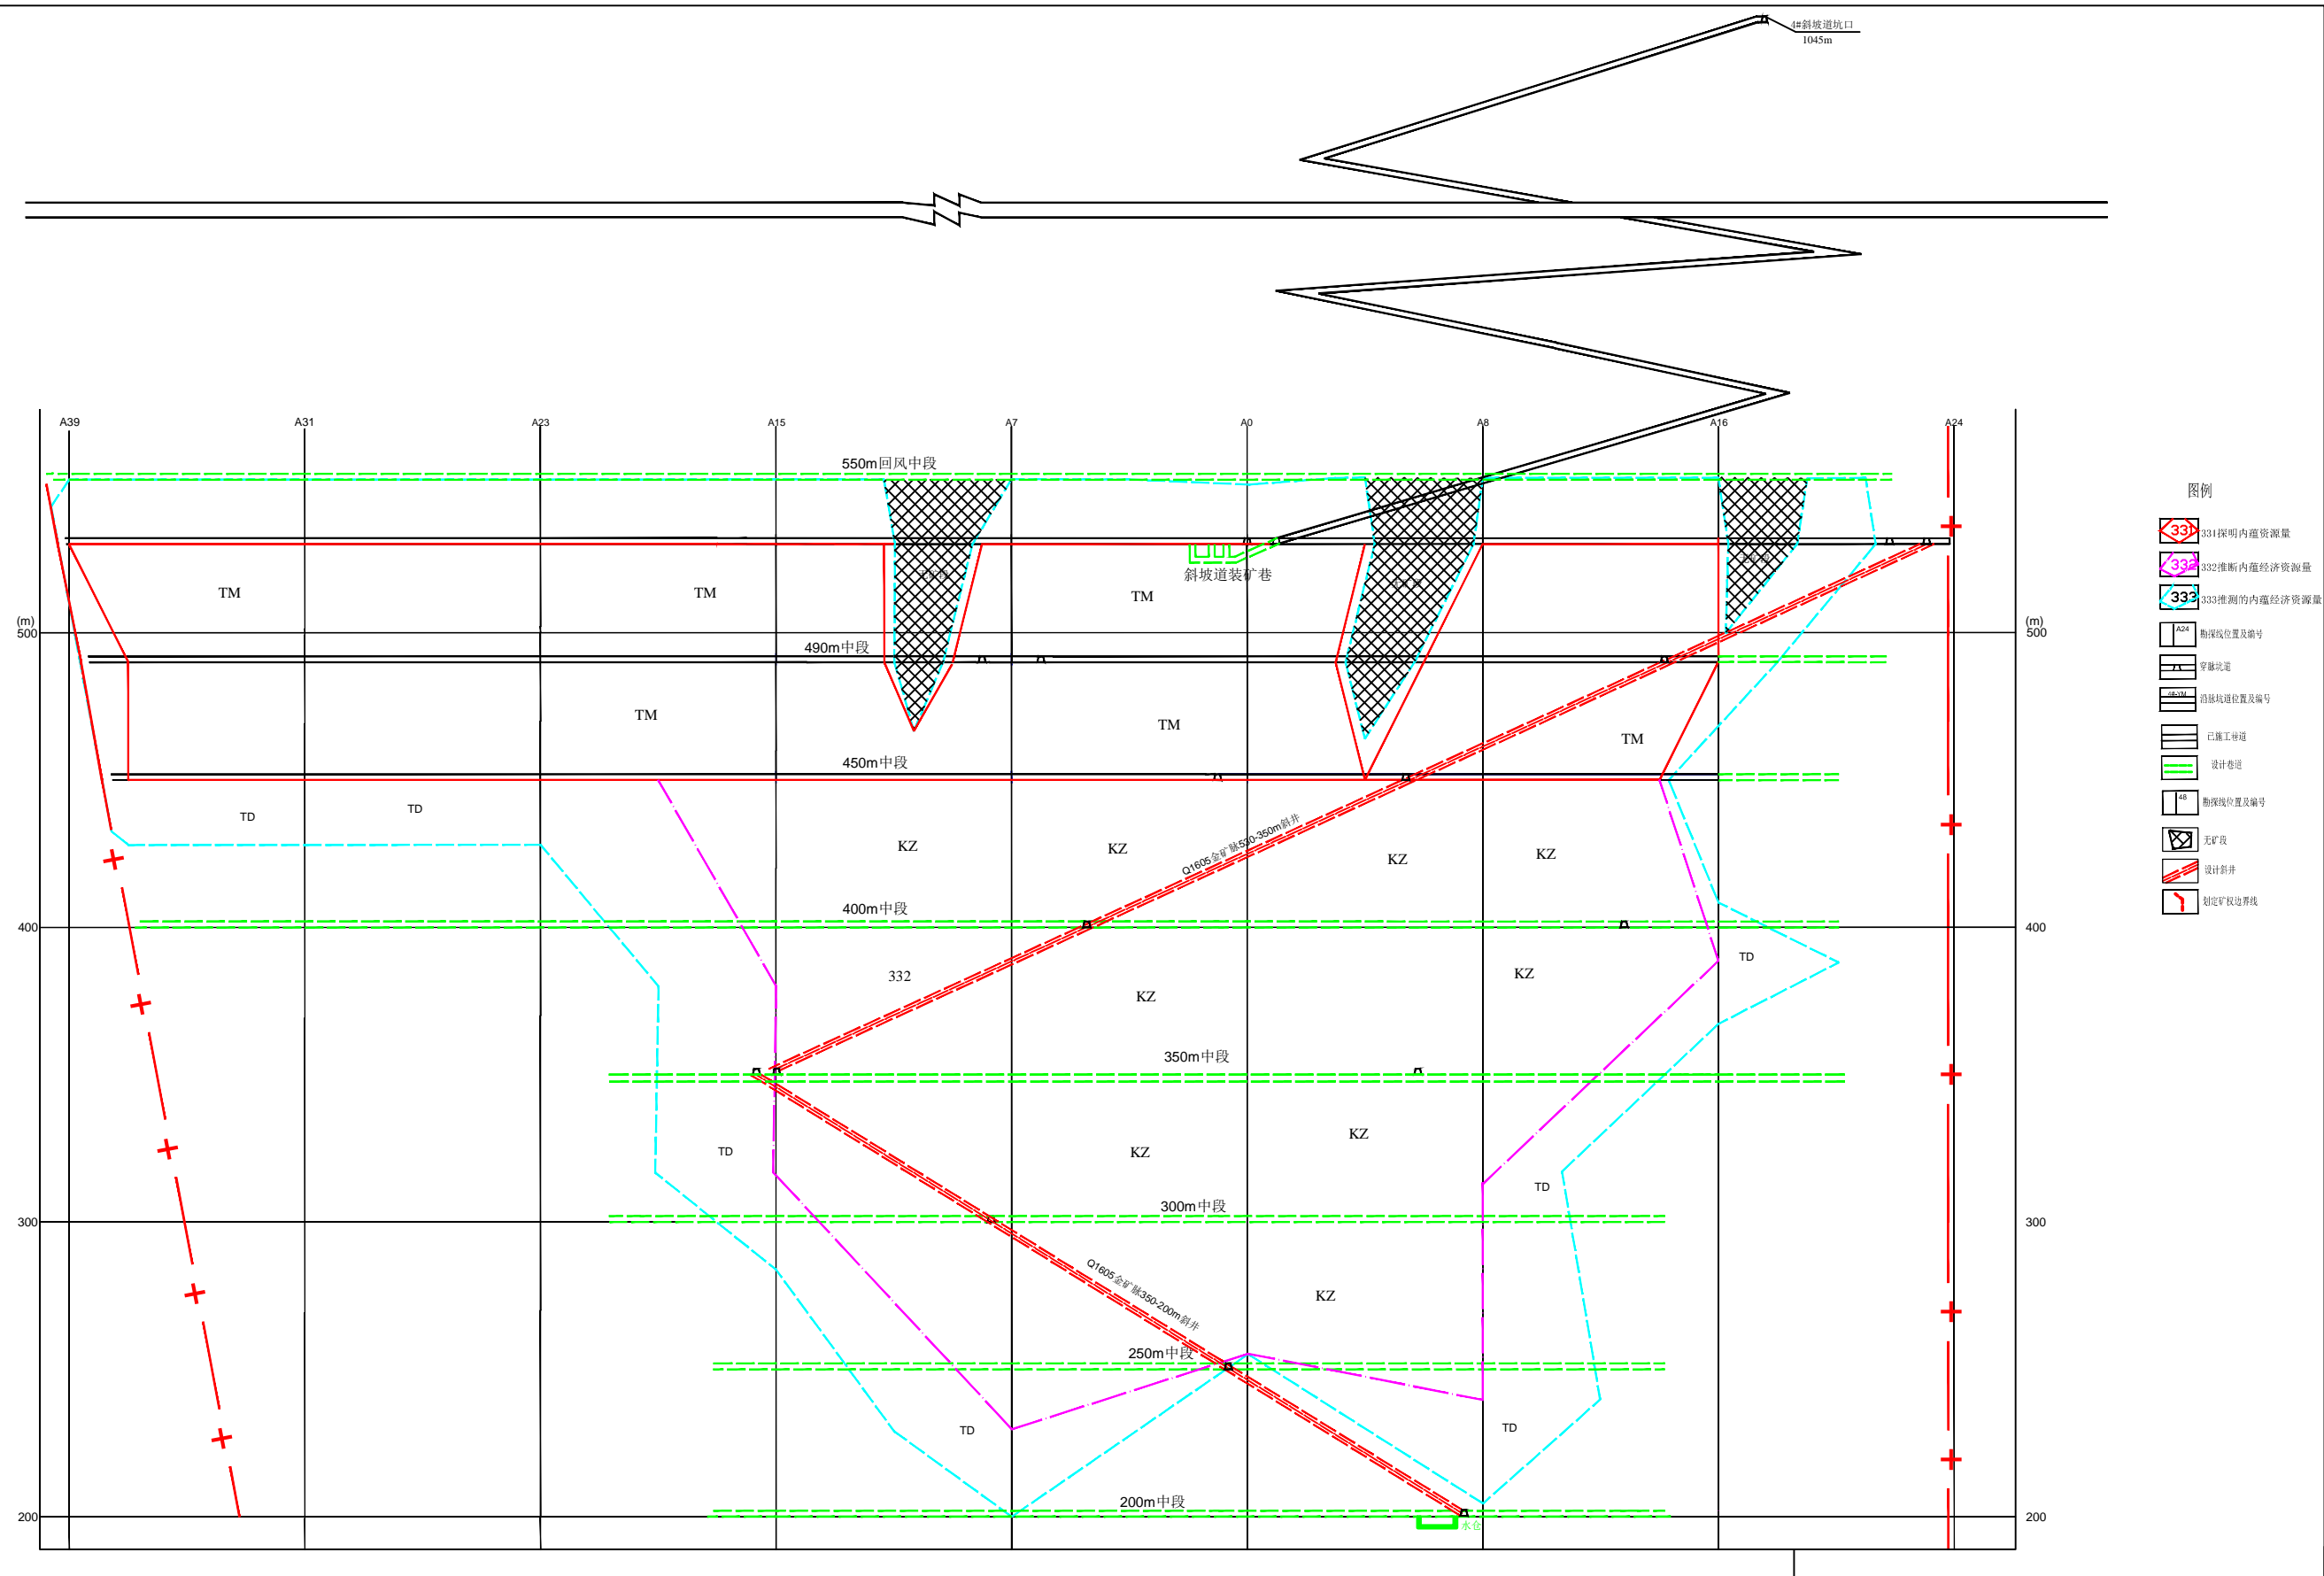 4#斜坡道坑口
1045m
A39
A31
A23
A15
A7
A0
A8
A16
A24
550m回风中段
斜坡道装矿巷
无矿段
TM
TM
TM
(m)
500
(m)
500
490m中段
TM
TM
TM
450m中段
TD
TD
KZ
KZ
KZ
KZ
Q1605金矿脉530-350m斜井
400m中段
400
400
332
KZ
KZ
TD
350m中段
TD
KZ
KZ
TD
300m中段
300
300
Q1605金矿脉350-200m斜井
KZ
250m中段
TD
TD
200m中段
200
200
水仓
图例
331 331探明内蕴资源量
332 332推断内蕴经济资源量
333 333推测的内蕴经济资源量
A24 勘探线位置及编号
穿脉坑道
沿脉坑道位置及编号
已施工巷道
设计巷道
48 勘探线位置及编号
无矿段
设计斜井
划定矿权边界线